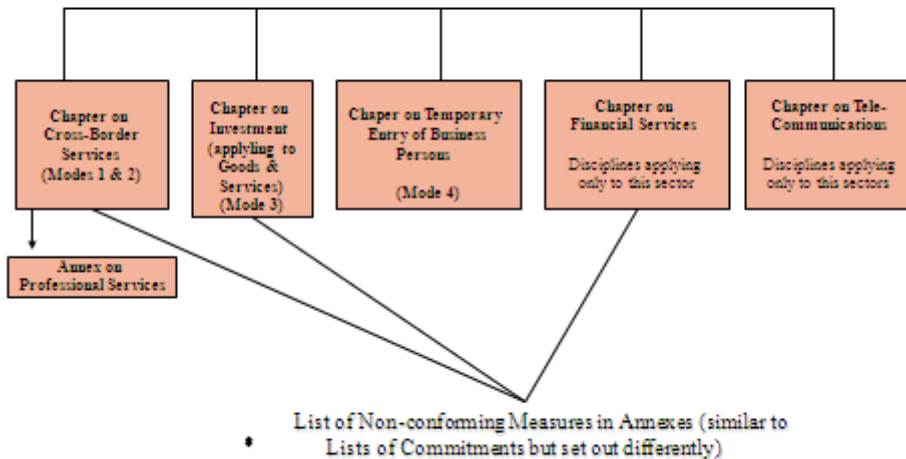 Chapter on
Cross-Border
Services
(Modes 1 & 2)
Chapter on
Investment
(applying to
Goods &
Services)
(Mode 3)
Chaper on Temporary
Entry of Business
Persons
(Mode 4)
Chapter on
Financial Services
Disciplines applying
only to this sector
Chapter on Tele-
Communications
Disciplines applying
only to this sectors
Annex on
Professional Services
• List of Non-conforming Measures in Annexes (similar to
Lists of Commitments but set out differently)